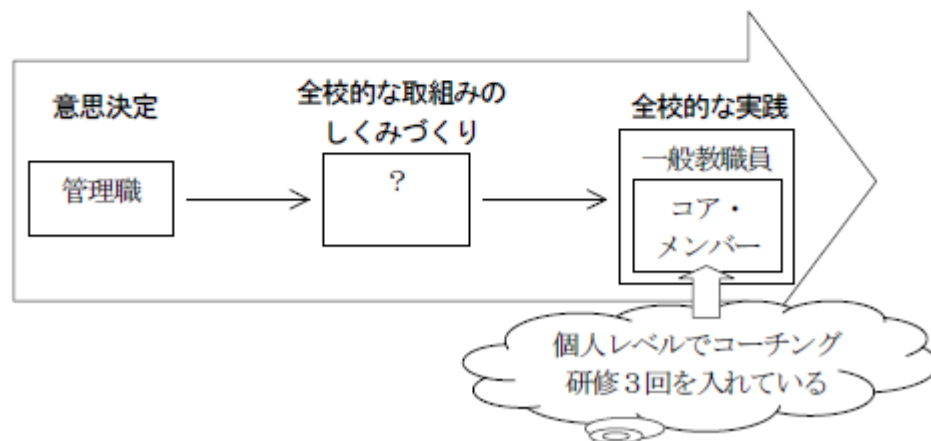 意思決定
管理職
全校的な取組みの
しくみづくり
?
全校的な実践
一般教職員
コア・
メンバー
個人レベルでコーチング
研修3回を入れている